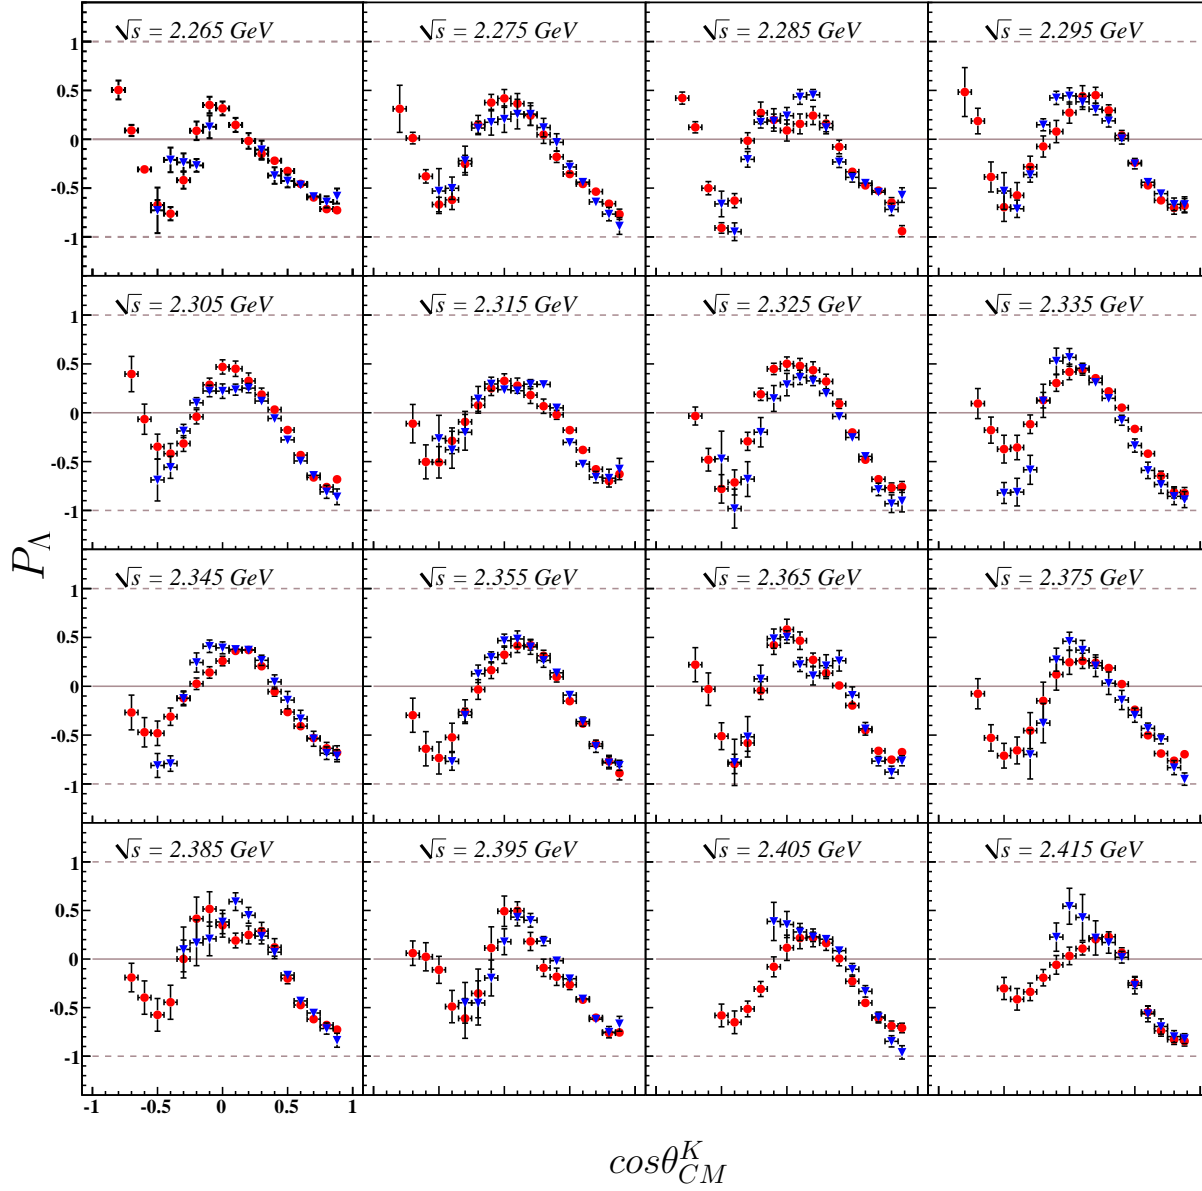 √s = 2.265 GeV √s = 2.275 GeV √s = 2.285 GeV √s = 2.295 GeV
1
0.5
0
-0.5
-1
√s = 2.305 GeV √s = 2.315 GeV √s = 2.325 GeV √s = 2.335 GeV
1
0.5
0
-0.5
-1
P_Λ
√s = 2.345 GeV √s = 2.355 GeV √s = 2.365 GeV √s = 2.375 GeV
1
0.5
0
-0.5
-1
√s = 2.385 GeV √s = 2.395 GeV √s = 2.405 GeV √s = 2.415 GeV
1
0.5
0
-0.5
-1
-1 -0.5 0 0.5 1
cosθ_{CM}^{K}